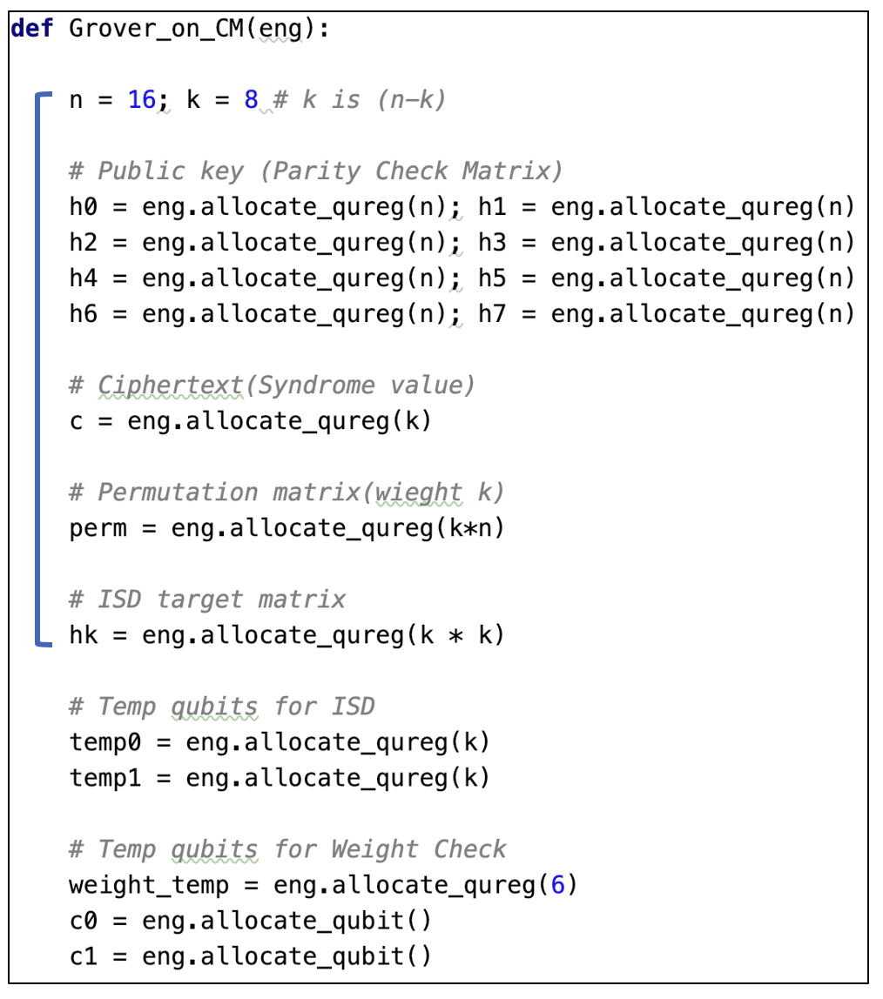 def Grover_on_CM(eng):
n = 16; k = 8 # k is (n-k)
# Public key (Parity Check Matrix)
h0 = eng.allocate_qureg(n); h1 = eng.allocate_qureg(n)
h2 = eng.allocate_qureg(n); h3 = eng.allocate_qureg(n)
h4 = eng.allocate_qureg(n); h5 = eng.allocate_qureg(n)
h6 = eng.allocate_qureg(n); h7 = eng.allocate_qureg(n)
# Ciphertext(Syndrome value)
c = eng.allocate_qureg(k)
# Permutation matrix(wieght k)
perm = eng.allocate_qureg(k*n)
# ISD target matrix
hk = eng.allocate_qureg(k * k)
# Temp qubits for ISD
temp0 = eng.allocate_qureg(k)
temp1 = eng.allocate_qureg(k)
# Temp qubits for Weight Check
weight_temp = eng.allocate_qureg(6)
c0 = eng.allocate_qubit()
c1 = eng.allocate_qubit()